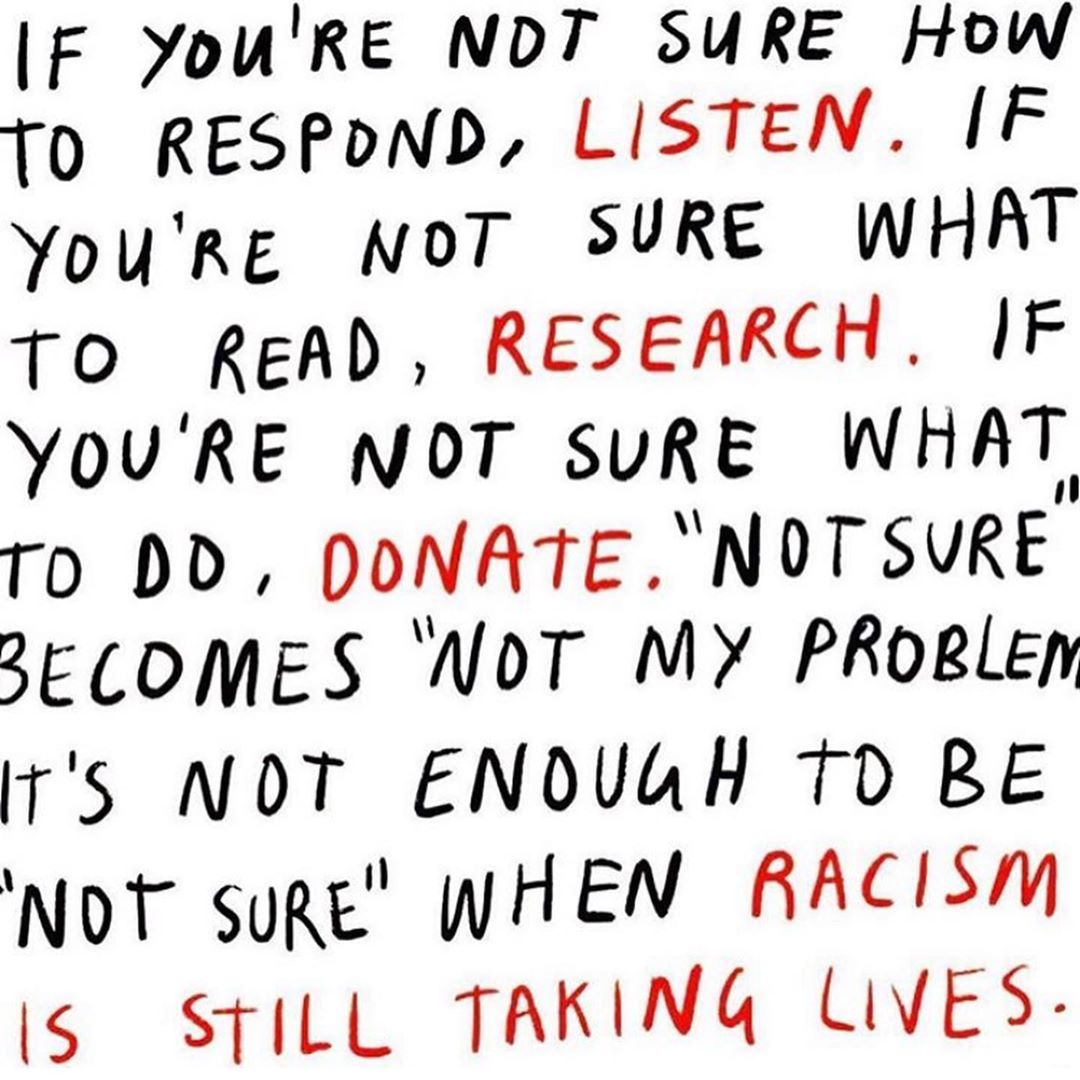 IF YOU'RE NOT SURE HOW
TO RESPOND, LISTEN. IF
YOU'RE NOT SURE WHAT
TO READ, RESEARCH. IF
YOU'RE NOT SURE WHAT
TO DO, DONATE. "NOT SURE"
BECOMES "NOT MY PROBLEM
IT'S NOT ENOUGH TO BE
"NOT SURE" WHEN RACISM
IS STILL TAKING LIVES.